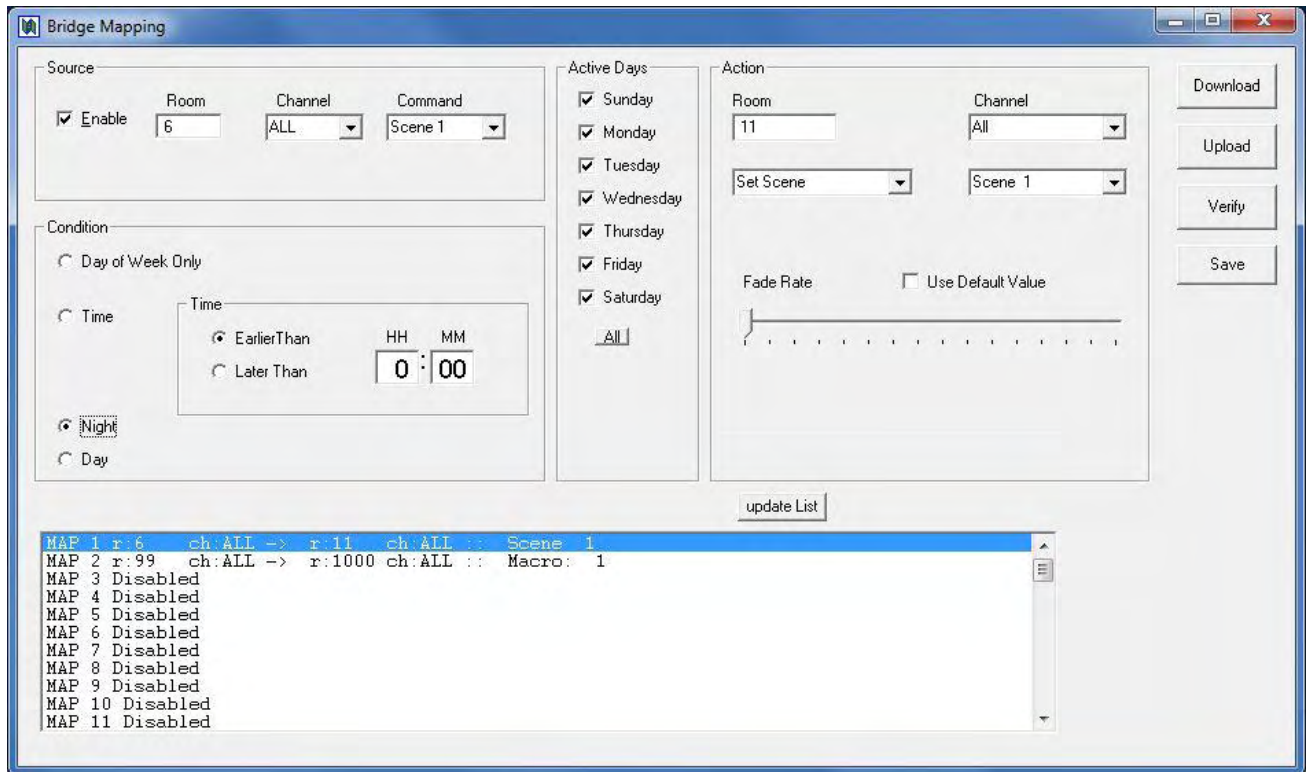 Bridge Mapping
Source
Enable
Room
6
Channel
ALL
Command
Scene 1
Condition
Day of Week Only
Time
Time
EarlierThan
Later Than
HH MM
0 : 00
Night
Day
Active Days
Sunday
Monday
Tuesday
Wednesday
Thursday
Friday
Saturday
All
Action
Room
11
Channel
All
Set Scene
Scene 1
Fade Rate
Use Default Value
Download
Upload
Verify
Save
update List
MAP 1 r:6 ch:ALL -> r:11 ch:ALL :: Scene 1
MAP 2 r:99 ch:ALL -> r:1000 ch:ALL :: Macro: 1
MAP 3 Disabled
MAP 4 Disabled
MAP 5 Disabled
MAP 6 Disabled
MAP 7 Disabled
MAP 8 Disabled
MAP 9 Disabled
MAP 10 Disabled
MAP 11 Disabled